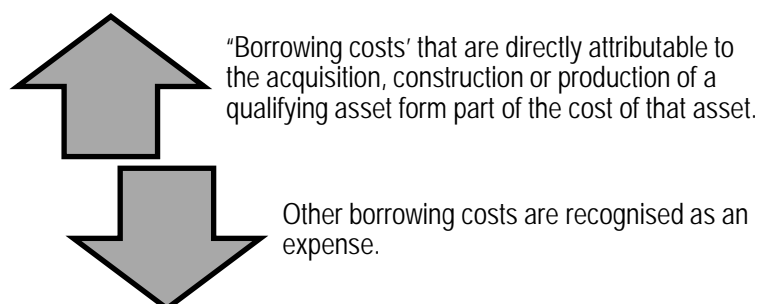 “Borrowing costs’ that are directly attributable to
the acquisition, construction or production of a
qualifying asset form part of the cost of that asset.
Other borrowing costs are recognised as an
expense.